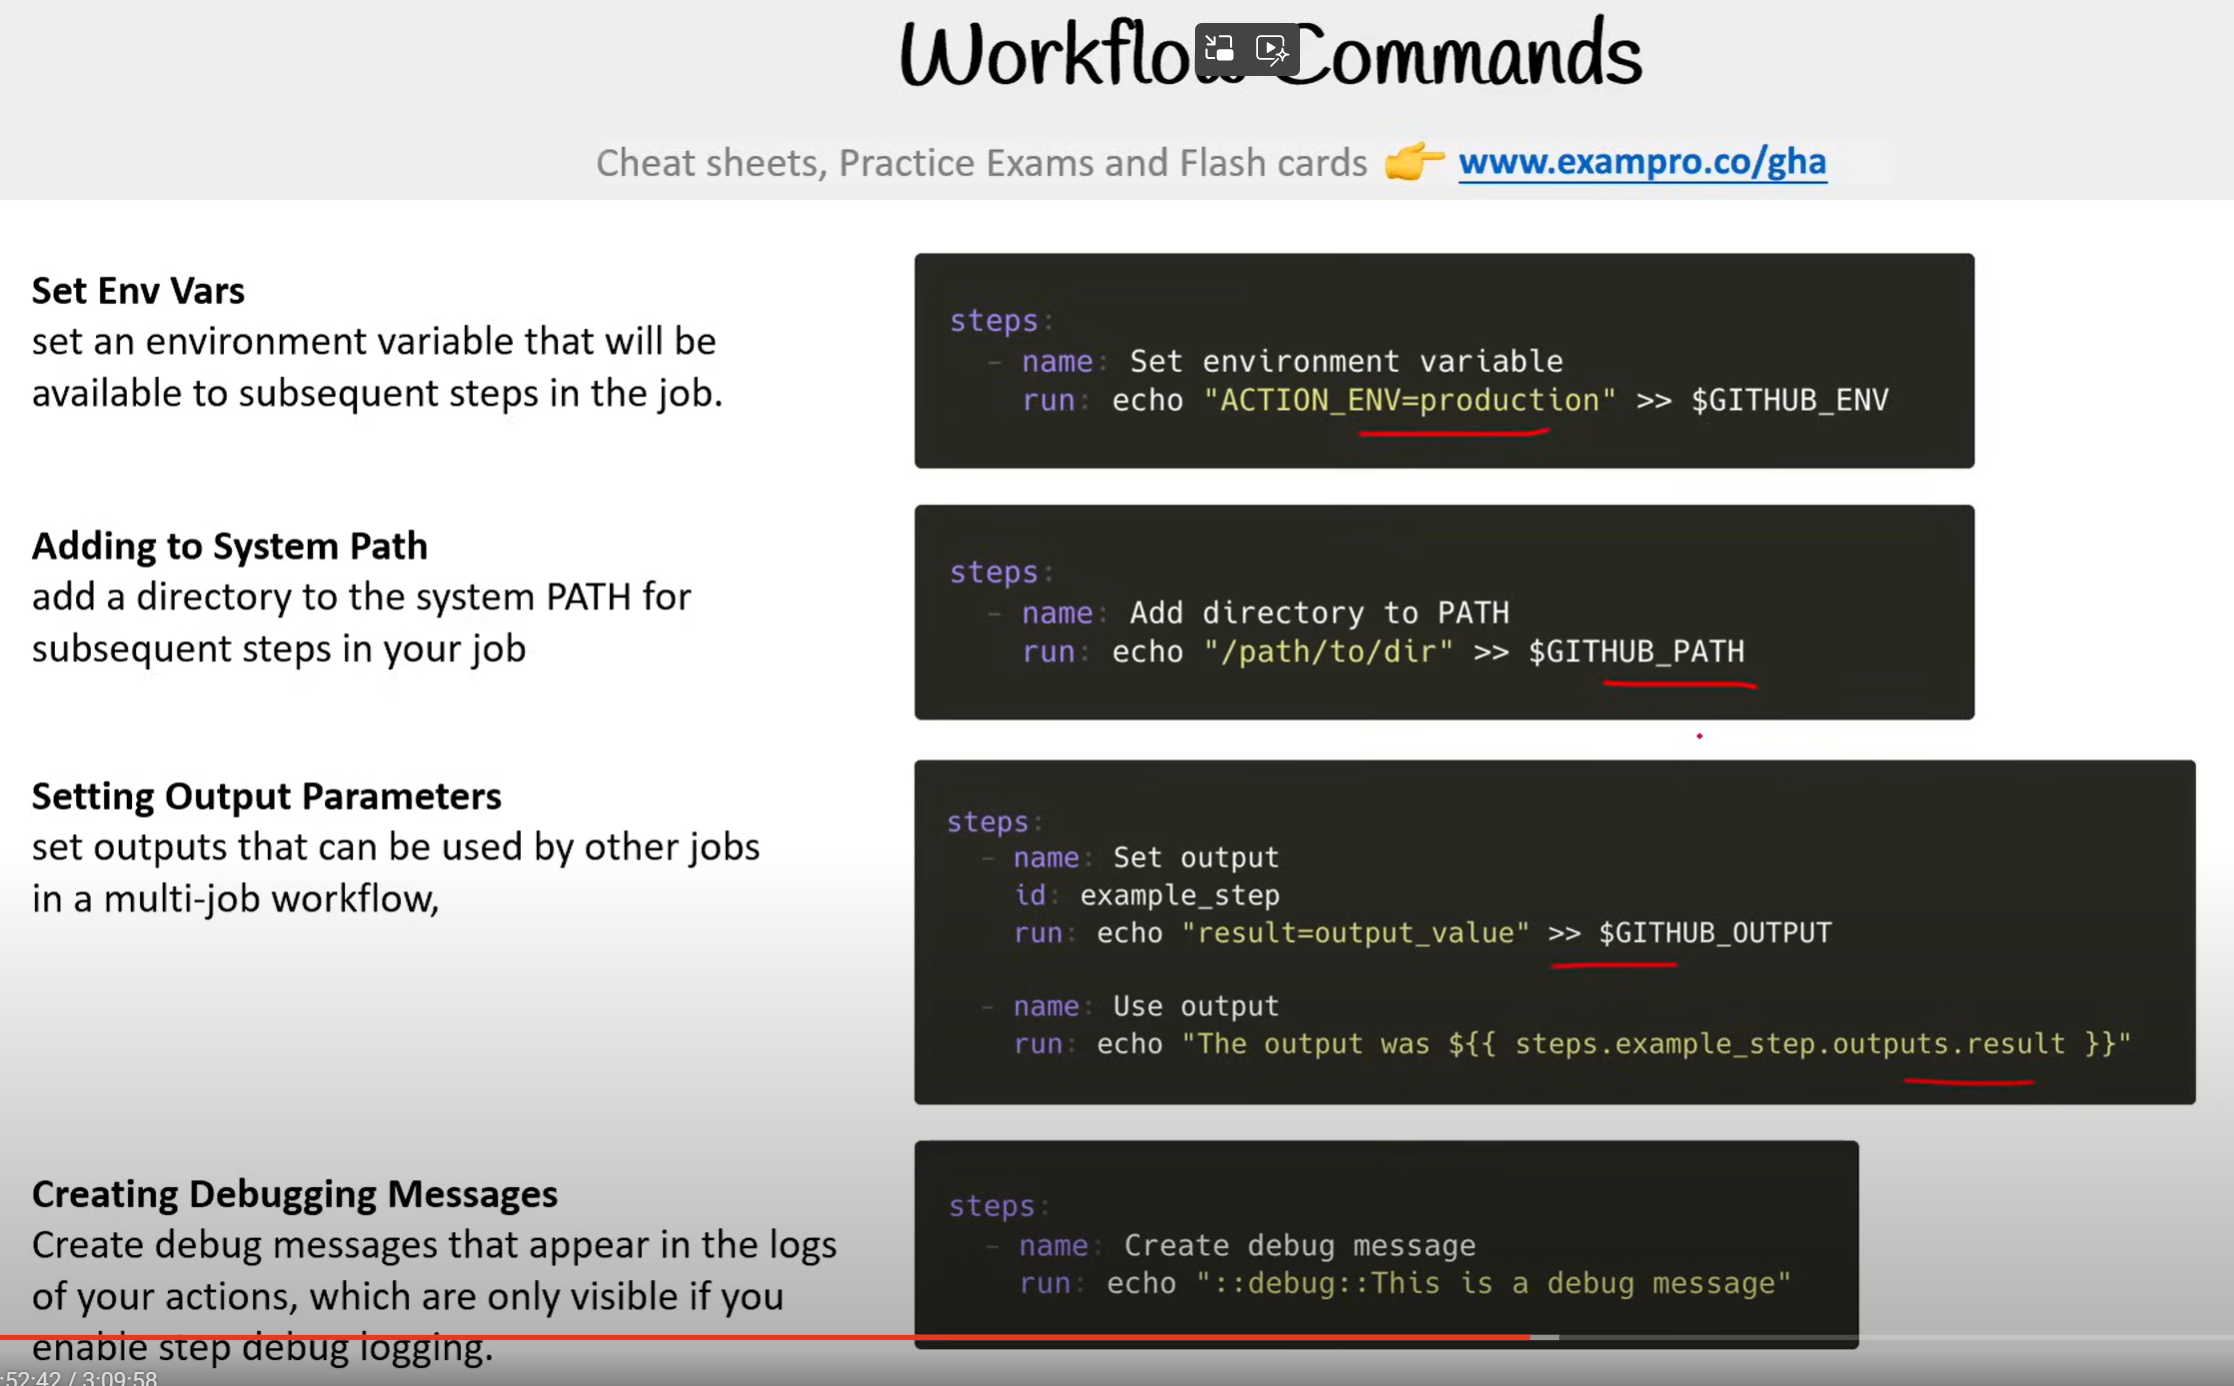 Workflow Commands
Cheat sheets, Practice Exams and Flash cards 👉 www.exampro.co/gha
Set Env Vars
set an environment variable that will be
available to subsequent steps in the job.
steps:
- name: Set environment variable
run: echo "ACTION_ENV=production" >> $GITHUB_ENV
Adding to System Path
add a directory to the system PATH for
subsequent steps in your job
steps:
- name: Add directory to PATH
run: echo "/path/to/dir" >> $GITHUB_PATH
Setting Output Parameters
set outputs that can be used by other jobs
in a multi-job workflow,
steps:
- name: Set output
id: example_step
run: echo "result=output_value" >> $GITHUB_OUTPUT
- name: Use output
run: echo "The output was ${{ steps.example_step.outputs.result }}"
Creating Debugging Messages
Create debug messages that appear in the logs
of your actions, which are only visible if you
enable step debug logging.
steps:
- name: Create debug message
run: echo "::debug::This is a debug message"
:52:42 / 3:09:58